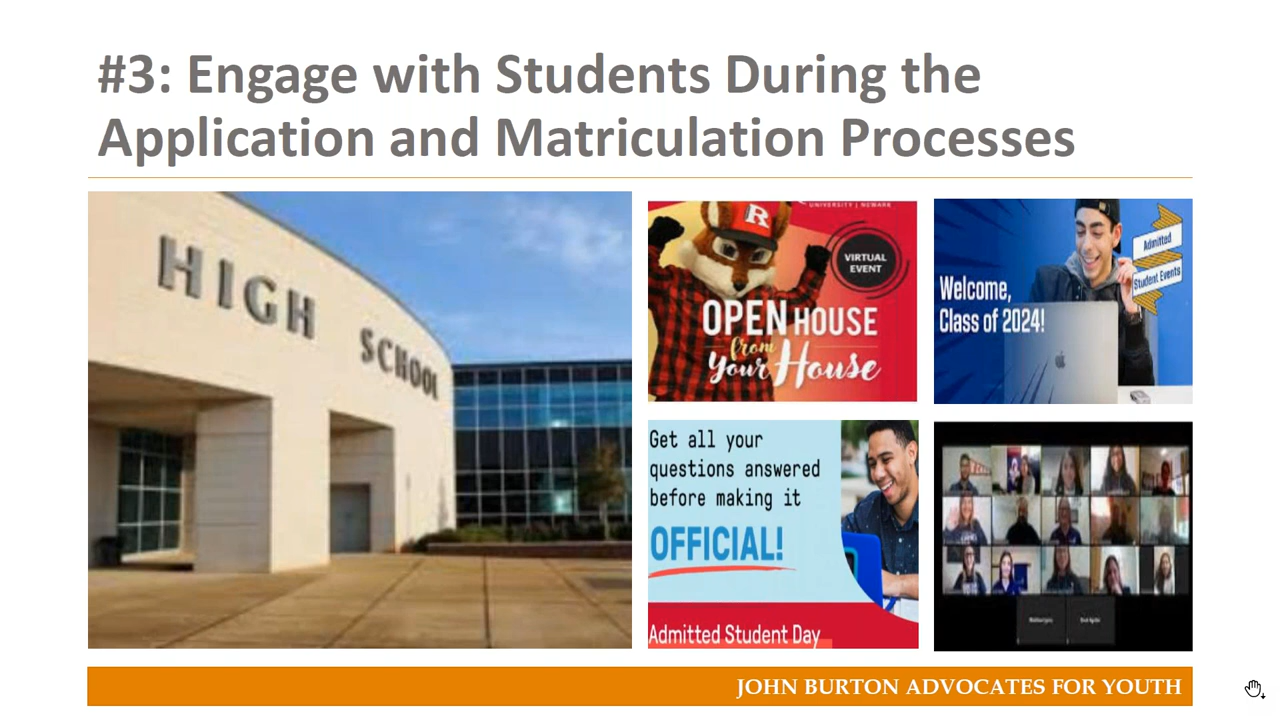 #3: Engage with Students During the
Application and Matriculation Processes
HIGH SCHOOL
R
UNIVERSITY | NEWARK
VIRTUAL
EVENT
OPEN HOUSE
from
Your House
Welcome,
Class of 2024!
Admitted
Student Events
Get all your
questions answered
before making it
OFFICIAL!
Admitted Student Day
JOHN BURTON ADVOCATES FOR YOUTH